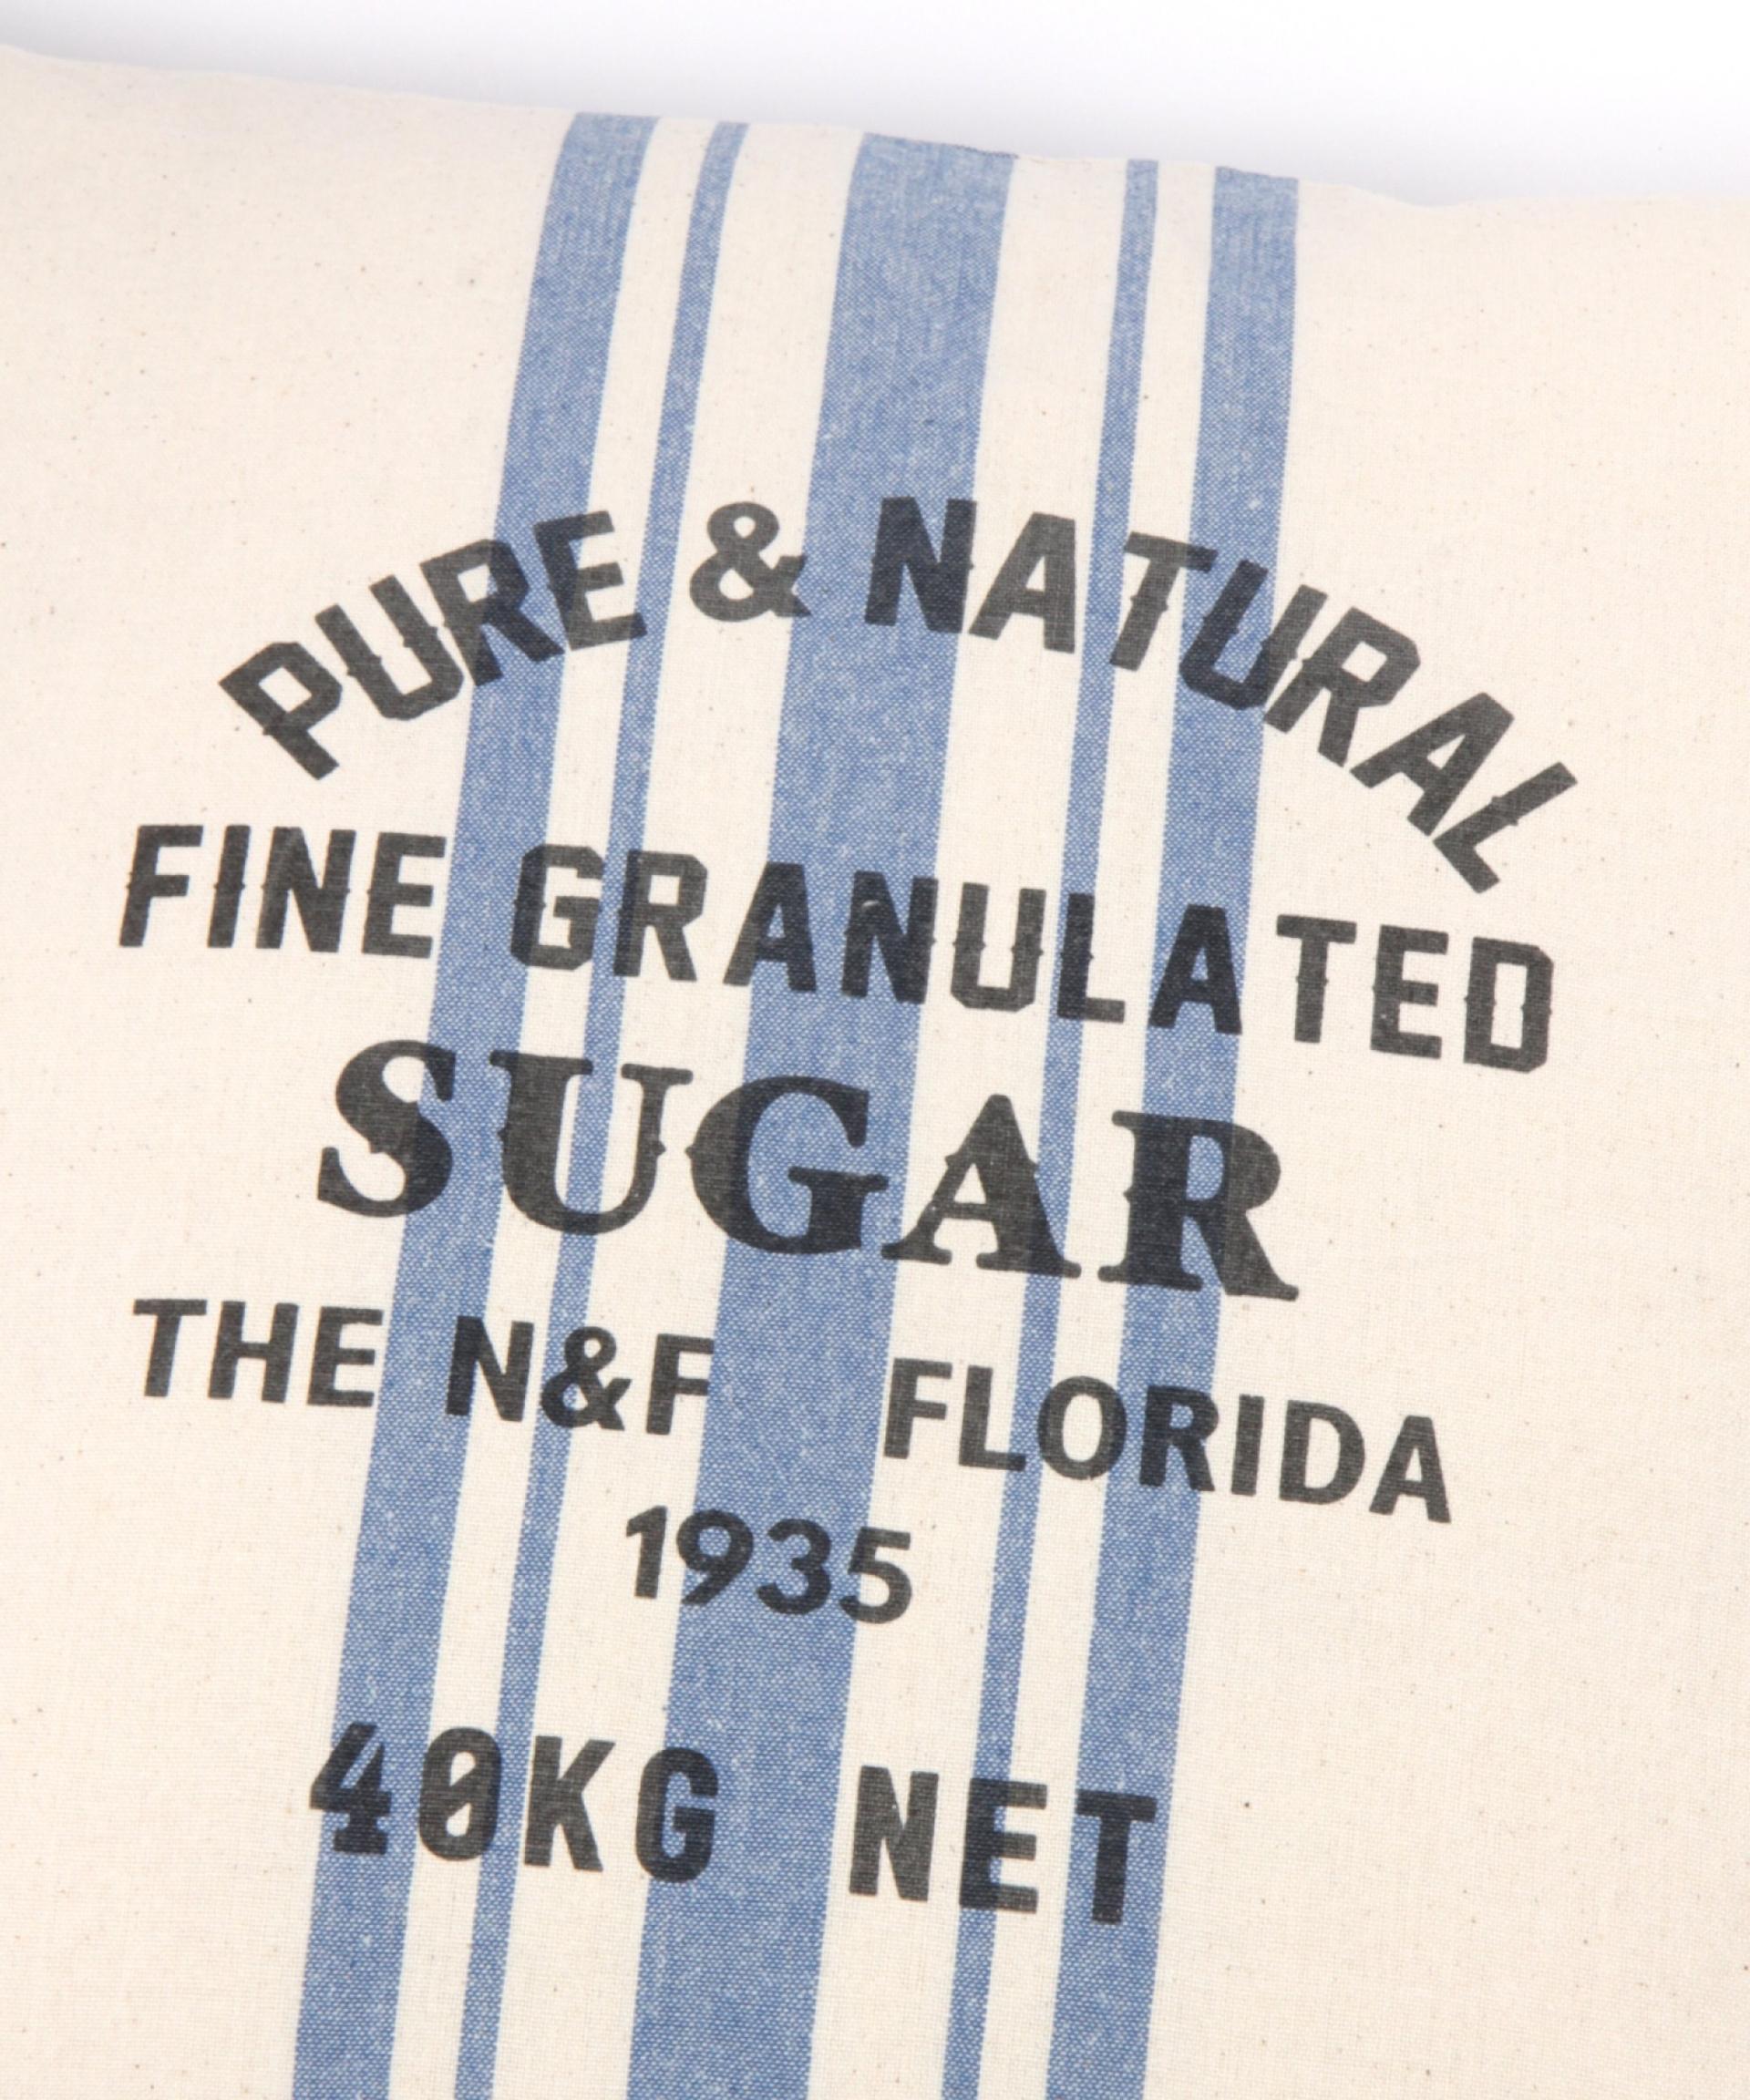 PURE & NATURAL
FINE GRANULATED
SUGAR
THE N&F FLORIDA
1935
40KG NET